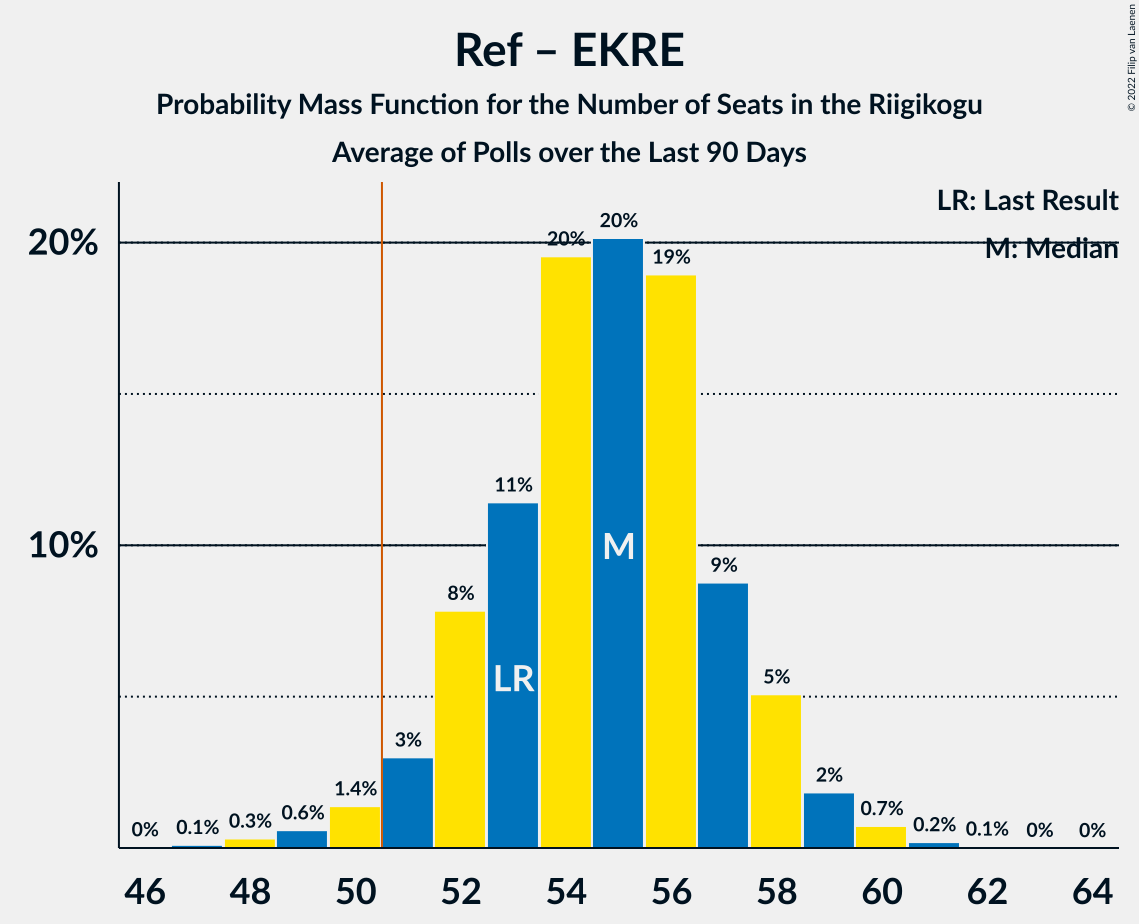 Ref – EKRE
Probability Mass Function for the Number of Seats in the Riigikogu
Average of Polls over the Last 90 Days
© 2022 Filip van Laenen
LR: Last Result
M: Median
20%
10%
0%
0.1%
0.3%
0.6%
1.4%
3%
8%
11%
20%
20%
19%
9%
5%
2%
0.7%
0.2%
0.1%
0%
0%
LR
M
46 48 50 52 54 56 58 60 62 64